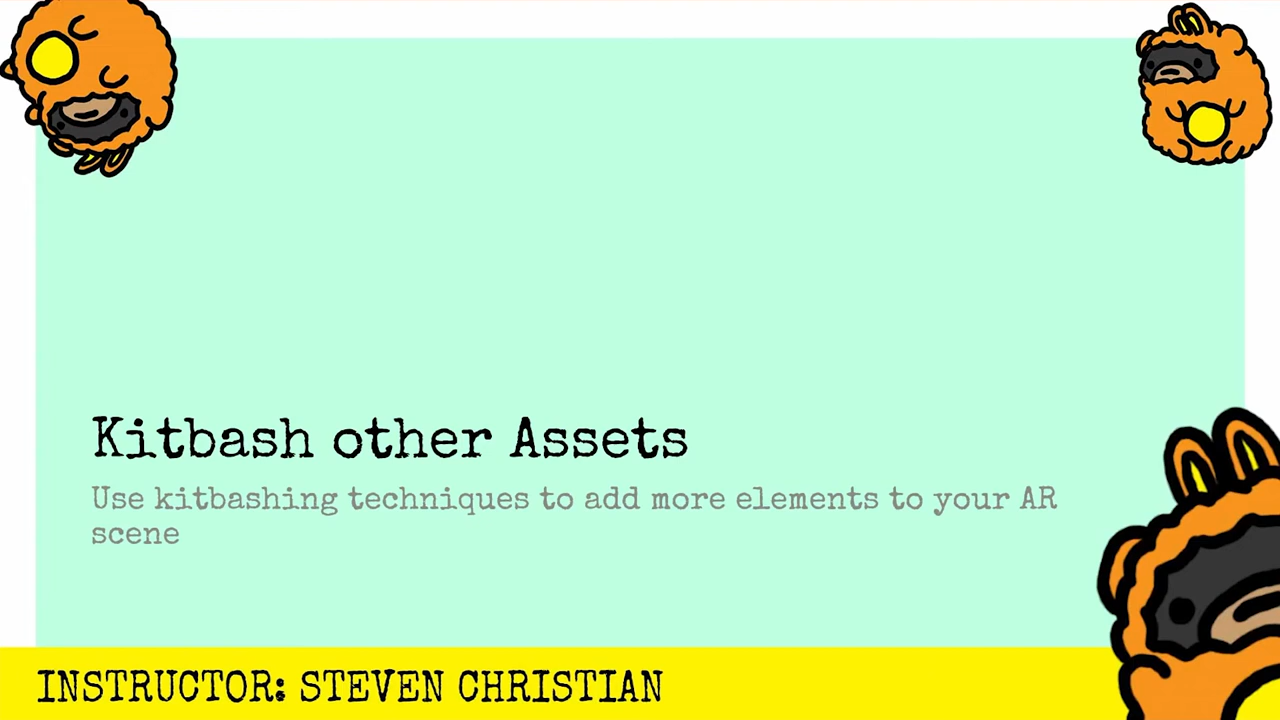 Kitbash other Assets
Use kitbashing techniques to add more elements to your AR
scene
INSTRUCTOR: STEVEN CHRISTIAN